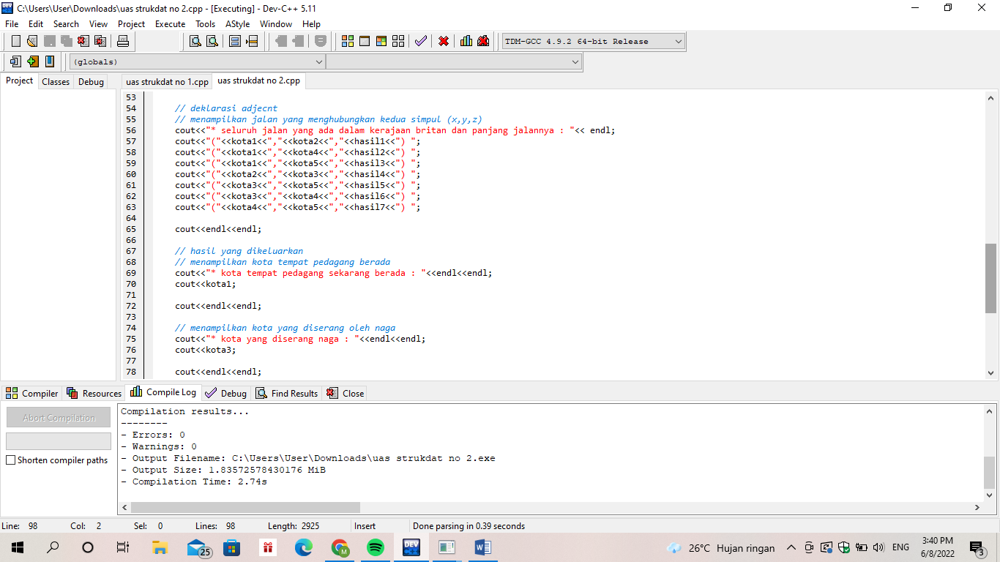 C:\Users\User\Downloads\uas strukdat no 2.cpp - [Executing] - Dev-C++ 5.11
File Edit Search View Project Execute Tools AStyle Window Help
TDM-GCC 4.9.2 64-bit Release
(globals)
Project Classes Debug uas strukdat no 1.cpp uas strukdat no 2.cpp
53
54 // deklarasi adjecnt
55 // menampilkan jalan yang menghubungkan kedua simpul (x,y,z)
56 cout<<"* seluruh jalan yang ada dalam kerajaan britan dan panjang jalannya : "<< endl;
57 cout<<"("<<kota1<<","<<kota2<<","<<hasil1<<") ";
58 cout<<"("<<kota1<<","<<kota4<<","<<hasil2<<") ";
59 cout<<"("<<kota1<<","<<kota5<<","<<hasil3<<") ";
60 cout<<"("<<kota2<<","<<kota3<<","<<hasil4<<") ";
61 cout<<"("<<kota3<<","<<kota5<<","<<hasil5<<") ";
62 cout<<"("<<kota3<<","<<kota4<<","<<hasil6<<") ";
63 cout<<"("<<kota4<<","<<kota5<<","<<hasil7<<") ";
64
65 cout<<endl<<endl;
66
67 // hasil yang dikeluarkan
68 // menampilkan kota tempat pedagang berada
69 cout<<"* kota tempat pedagang sekarang berada : "<<endl<<endl;
70 cout<<kota1;
71
72 cout<<endl<<endl;
73
74 // menampilkan kota yang diserang oleh naga
75 cout<<"* kota yang diserang naga : "<<endl<<endl;
76 cout<<kota3;
77
78 cout<<endl<<endl;
Compiler Resources Compile Log Debug Find Results Close
Abort Compilation
Shorten compiler paths
Compilation results...
--------
- Errors: 0
- Warnings: 0
- Output Filename: C:\Users\User\Downloads\uas strukdat no 2.exe
- Output Size: 1.83572578430176 MiB
- Compilation Time: 2.74s
Line: 98 Col: 2 Sel: 0 Lines: 98 Length: 2925 Insert Done parsing in 0.39 seconds
25
M
DEV
W
26°C Hujan ringan
ENG
3:40 PM
6/8/2022
3